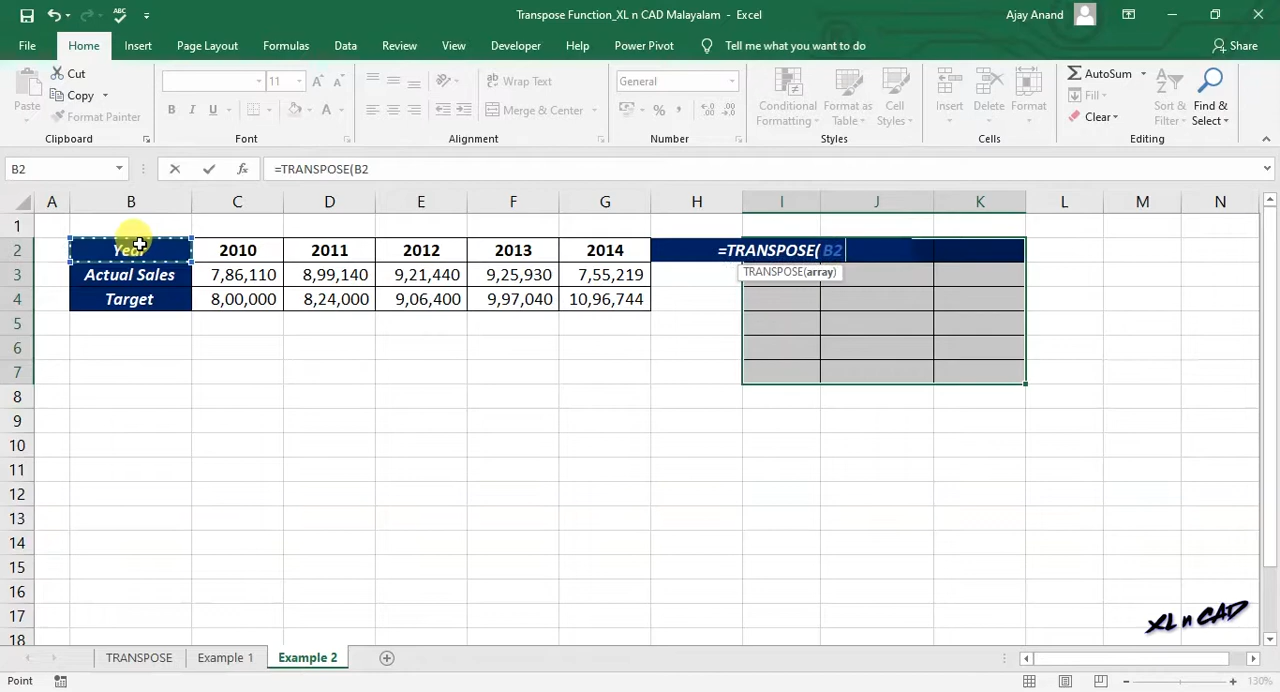 Transpose Function_XL n CAD Malayalam - Excel
Ajay Anand
File Home Insert Page Layout Formulas Data Review View Developer Help Power Pivot Tell me what you want to do Share
Cut
Copy
Format Painter
Paste
Clipboard
11 A A
B I U A
Font
ab Wrap Text
Merge & Center
Alignment
General
% ,
Number
Conditional Formatting
Format as Table
Cell Styles
Styles
Insert Delete Format
Cells
AutoSum
Fill
Clear
Sort & Filter
Find & Select
Editing
B2 fx =TRANSPOSE(B2
A B C D E F G H I J K L M N
1
2 Year 2010 2011 2012 2013 2014 =TRANSPOSE( B2
3 Actual Sales 7,86,110 8,99,140 9,21,440 9,25,930 7,55,219 TRANSPOSE(array)
4 Target 8,00,000 8,24,000 9,06,400 9,97,040 10,96,744
5
6
7
8
9
10
11
12
13
14
15
16
17
18
XL n CAD
TRANSPOSE Example 1 Example 2
Point 130%